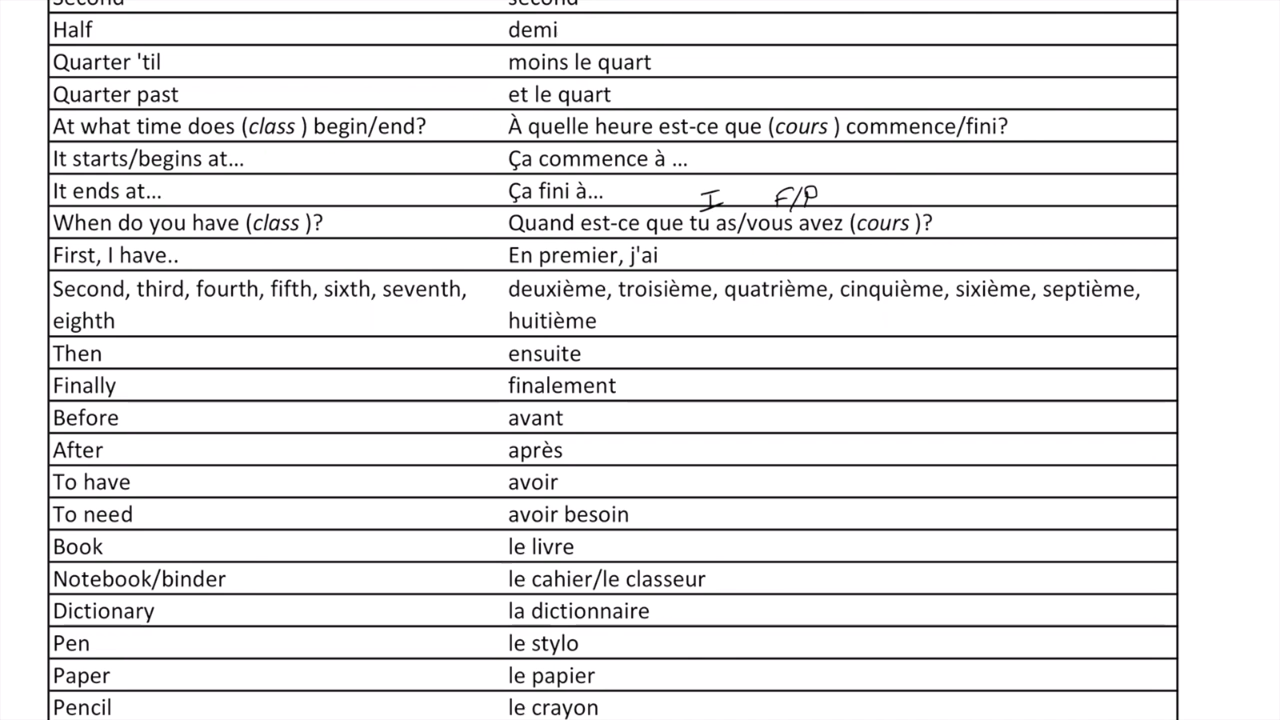 Second second
Half demi
Quarter 'til moins le quart
Quarter past et le quart
At what time does (class ) begin/end? À quelle heure est-ce que (cours ) commence/fini?
It starts/begins at... Ça commence à ...
It ends at... Ça fini à...
I F/P
When do you have (class )? Quand est-ce que tu as/vous avez (cours )?
First, I have.. En premier, j'ai
Second, third, fourth, fifth, sixth, seventh, deuxième, troisième, quatrième, cinquième, sixième, septième,
eighth huitième
Then ensuite
Finally finalement
Before avant
After après
To have avoir
To need avoir besoin
Book le livre
Notebook/binder le cahier/le classeur
Dictionary la dictionnaire
Pen le stylo
Paper le papier
Pencil le crayon